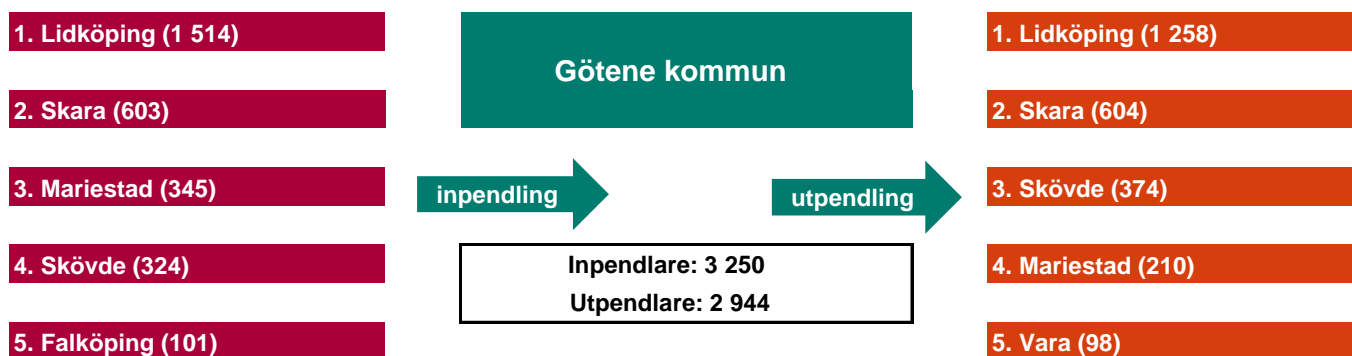 1. Lidköping (1 514)
2. Skara (603)
3. Mariestad (345)
4. Skövde (324)
5. Falköping (101)
Götene kommun
inpendling
utpendling
Inpendlare: 3 250
Utpendlare: 2 944
1. Lidköping (1 258)
2. Skara (604)
3. Skövde (374)
4. Mariestad (210)
5. Vara (98)